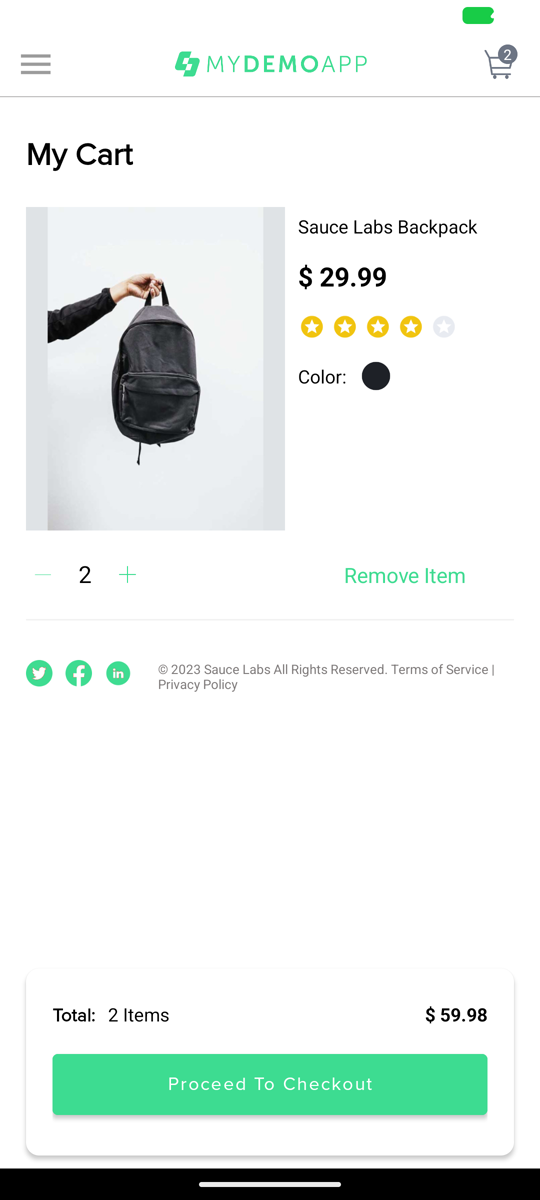 MYDEMOAPP
2
My Cart
Sauce Labs Backpack
$ 29.99
Color:
2
Remove Item
in
© 2023 Sauce Labs All Rights Reserved. Terms of Service |
Privacy Policy
Total: 2 Items $ 59.98
Proceed To Checkout